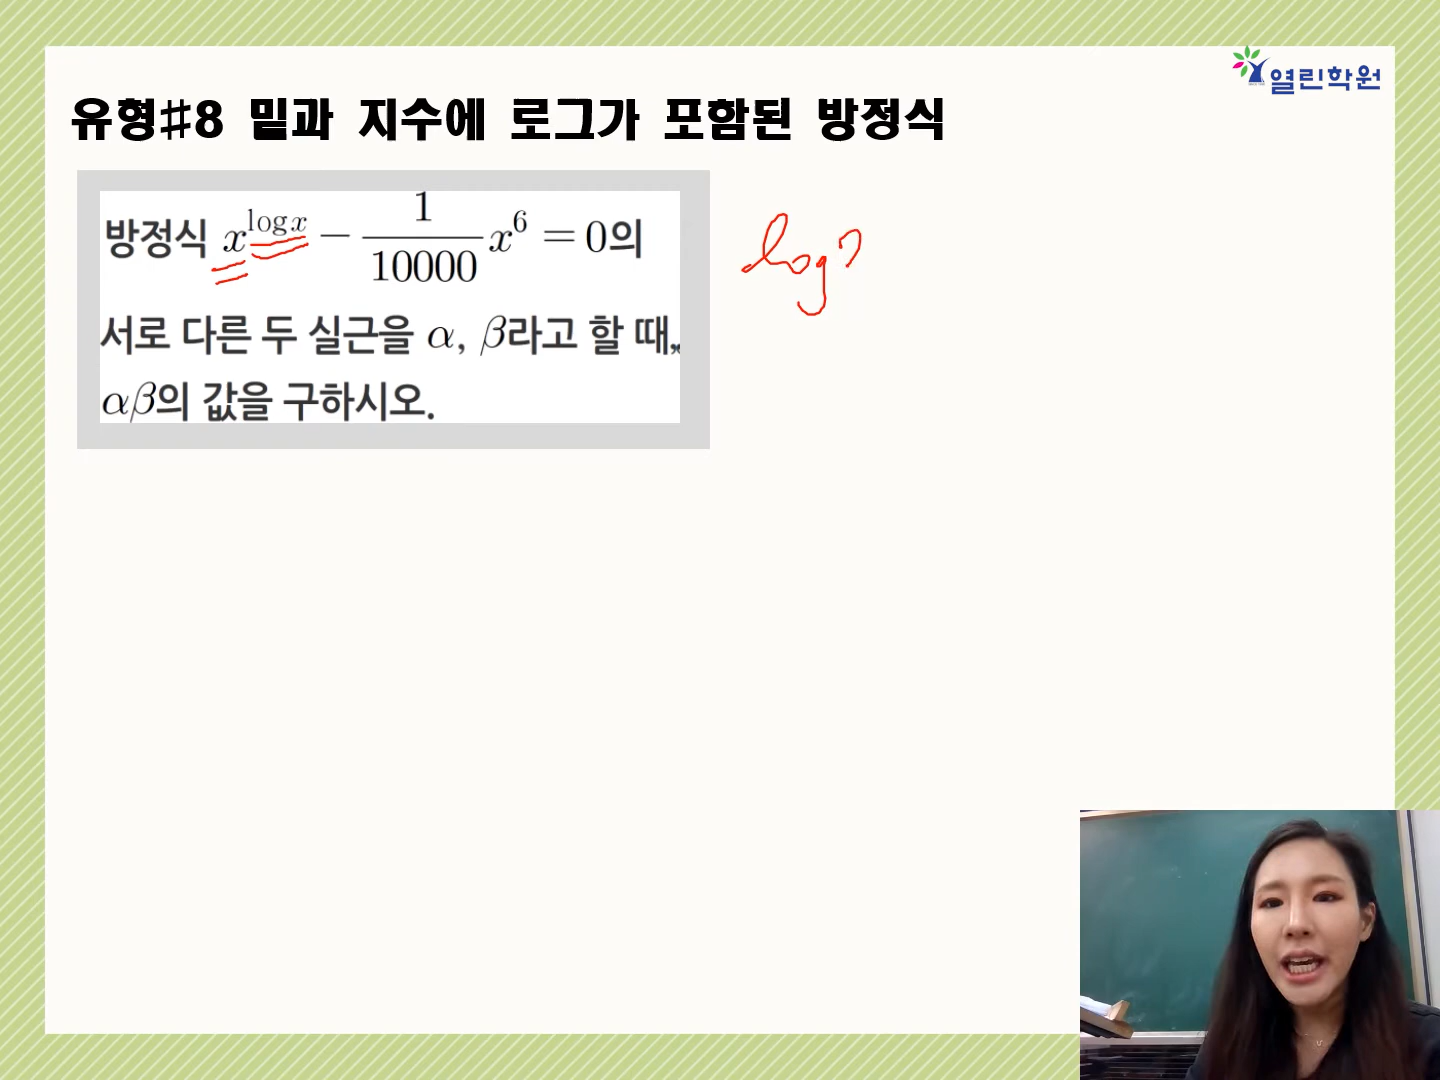 열린학원
유형#8 밑과 지수에 로그가 포함된 방정식
방정식 x^{log x} - \frac{1}{10000}x^6 = 0의
서로 다른 두 실근을 α, β라고 할 때,
αβ의 값을 구하시오.
log